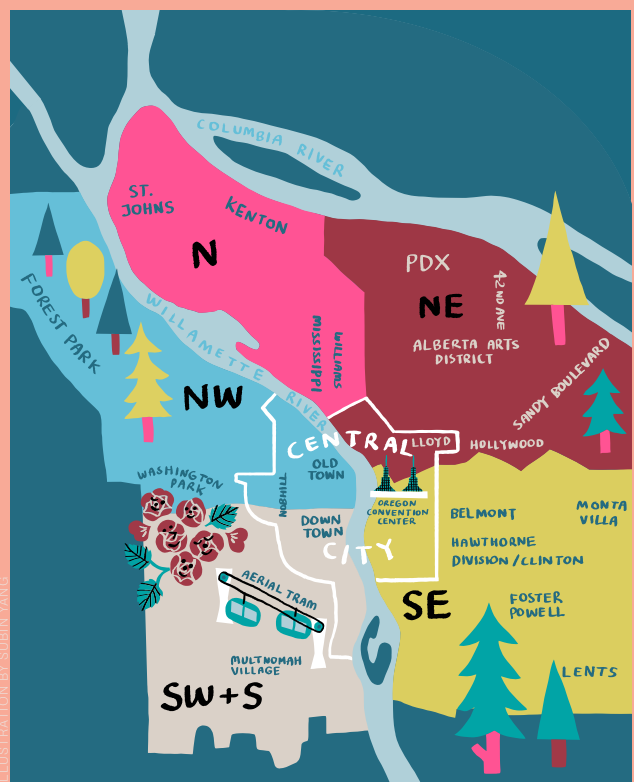 COLUMBIA RIVER
ST.
JOHNS
KENTON
N
PDX
NE
42ND AVE
ALBERTA ARTS
DISTRICT
SANDY BOULEVARD
FOREST PARK
WILLAMETTE RIVER
MISSISSIPPI
WILLIAMS
NW
CENTRAL
LLOYD
HOLLYWOOD
WASHINGTON
PARK
OLD
TOWN
NOB HILL
OREGON
CONVENTION
CENTER
BELMONT
MONTA
VILLA
DOWN
TOWN
CITY
HAWTHORNE
DIVISION/CLINTON
AERIAL TRAM
SE
FOSTER
POWELL
MULTNOMAH
VILLAGE
LENTS
SW+S
ILLUSTRATION BY SUBIN YANG